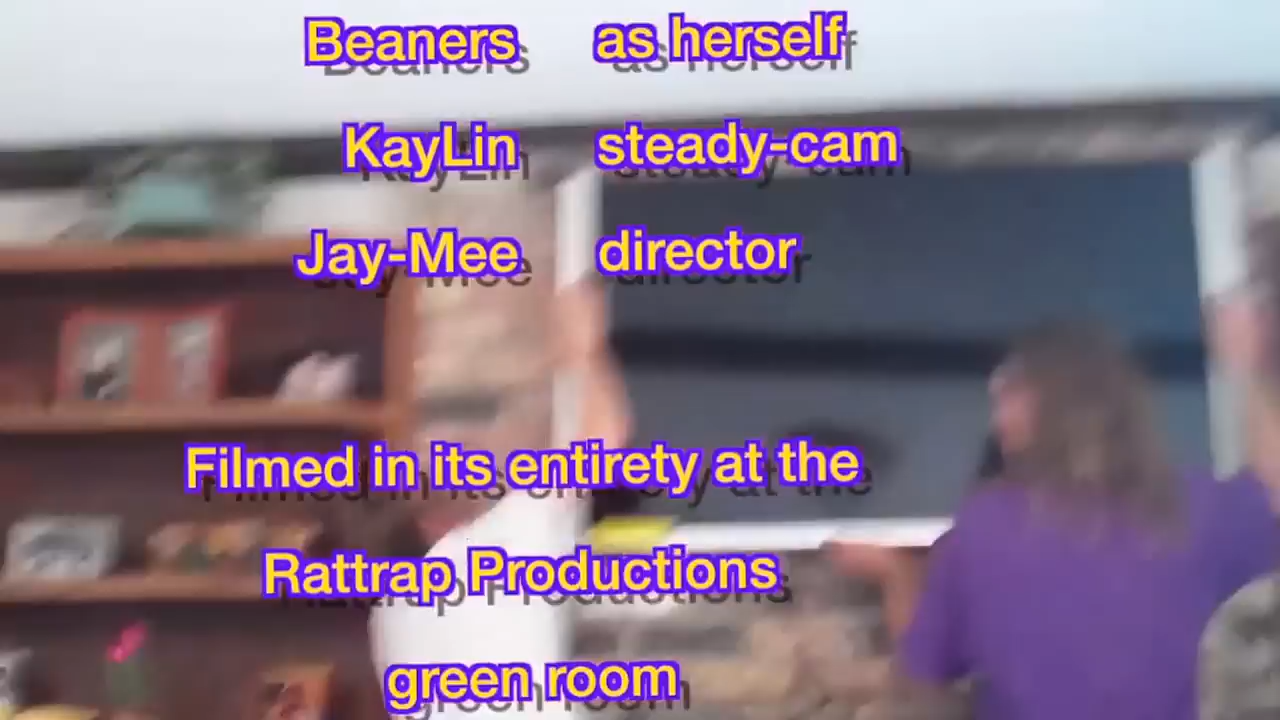 Beaners as herself
KayLin steady-cam
Jay-Mee director
Filmed in its entirety at the
Rattrap Productions
green room